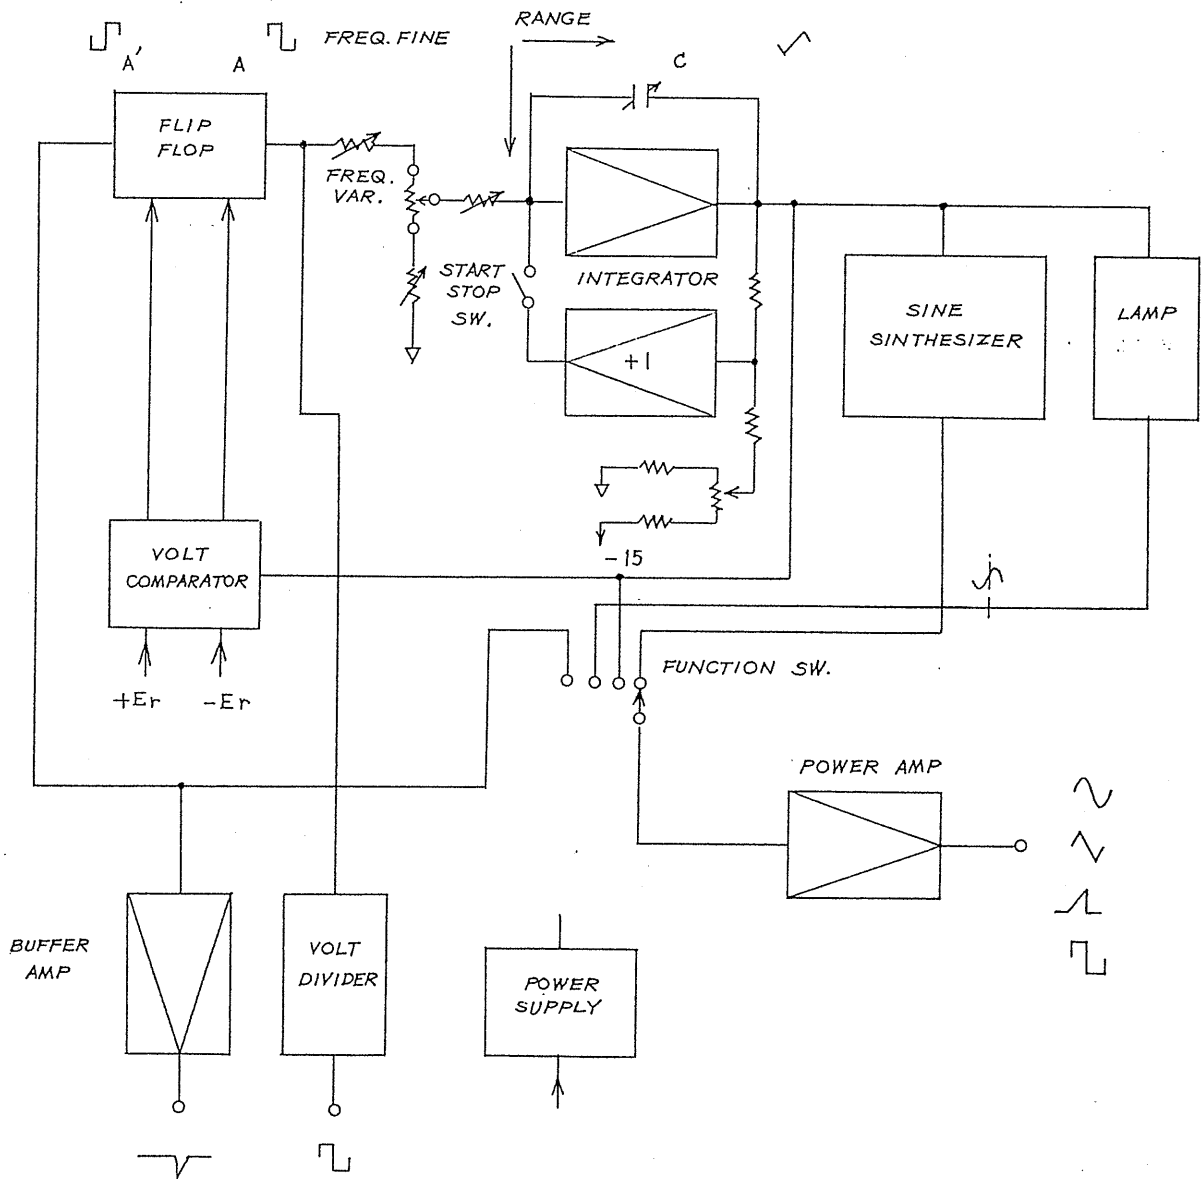 RANGE
FREQ. FINE
A'
A
C
FLIP
FLOP
FREQ.
VAR.
START
STOP
SW.
INTEGRATOR
+1
SINE
SINTHESIZER
LAMP
-15
VOLT
COMPARATOR
+Er
-Er
FUNCTION SW.
POWER AMP
BUFFER
AMP
VOLT
DIVIDER
POWER
SUPPLY